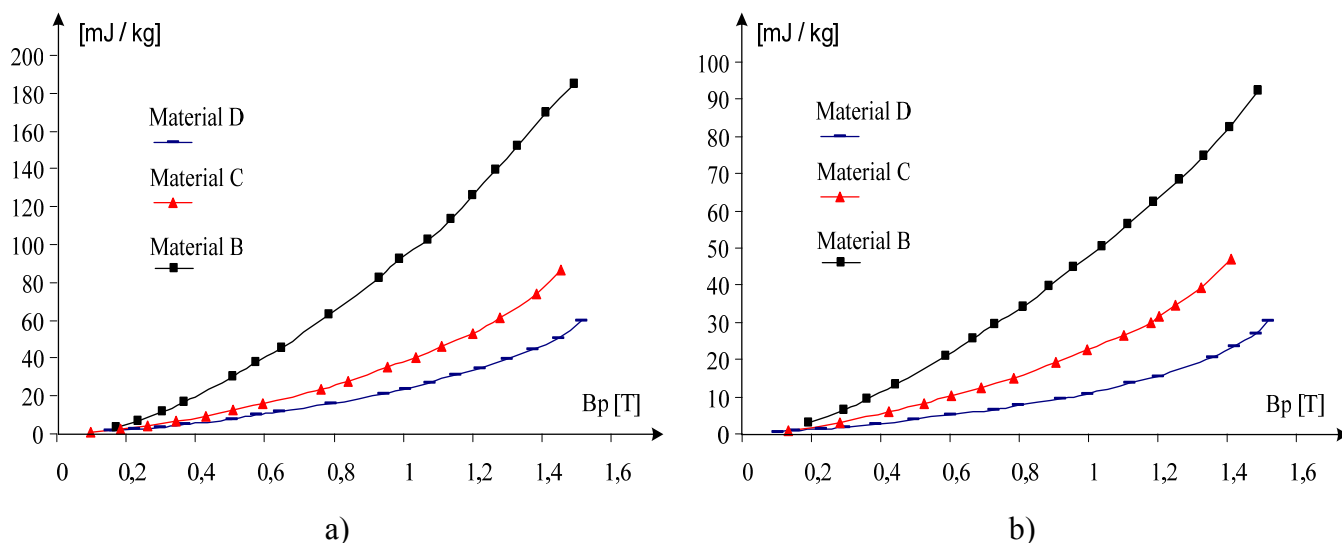 [mJ / kg]
200
180
160
140
120
100
80
60
40
20
0
Material D
Material C
Material B
Bp [T]
0 0,2 0,4 0,6 0,8 1 1,2 1,4 1,6
a)
[mJ / kg]
100
90
80
70
60
50
40
30
20
10
0
Material D
Material C
Material B
Bp [T]
0 0,2 0,4 0,6 0,8 1 1,2 1,4 1,6
b)